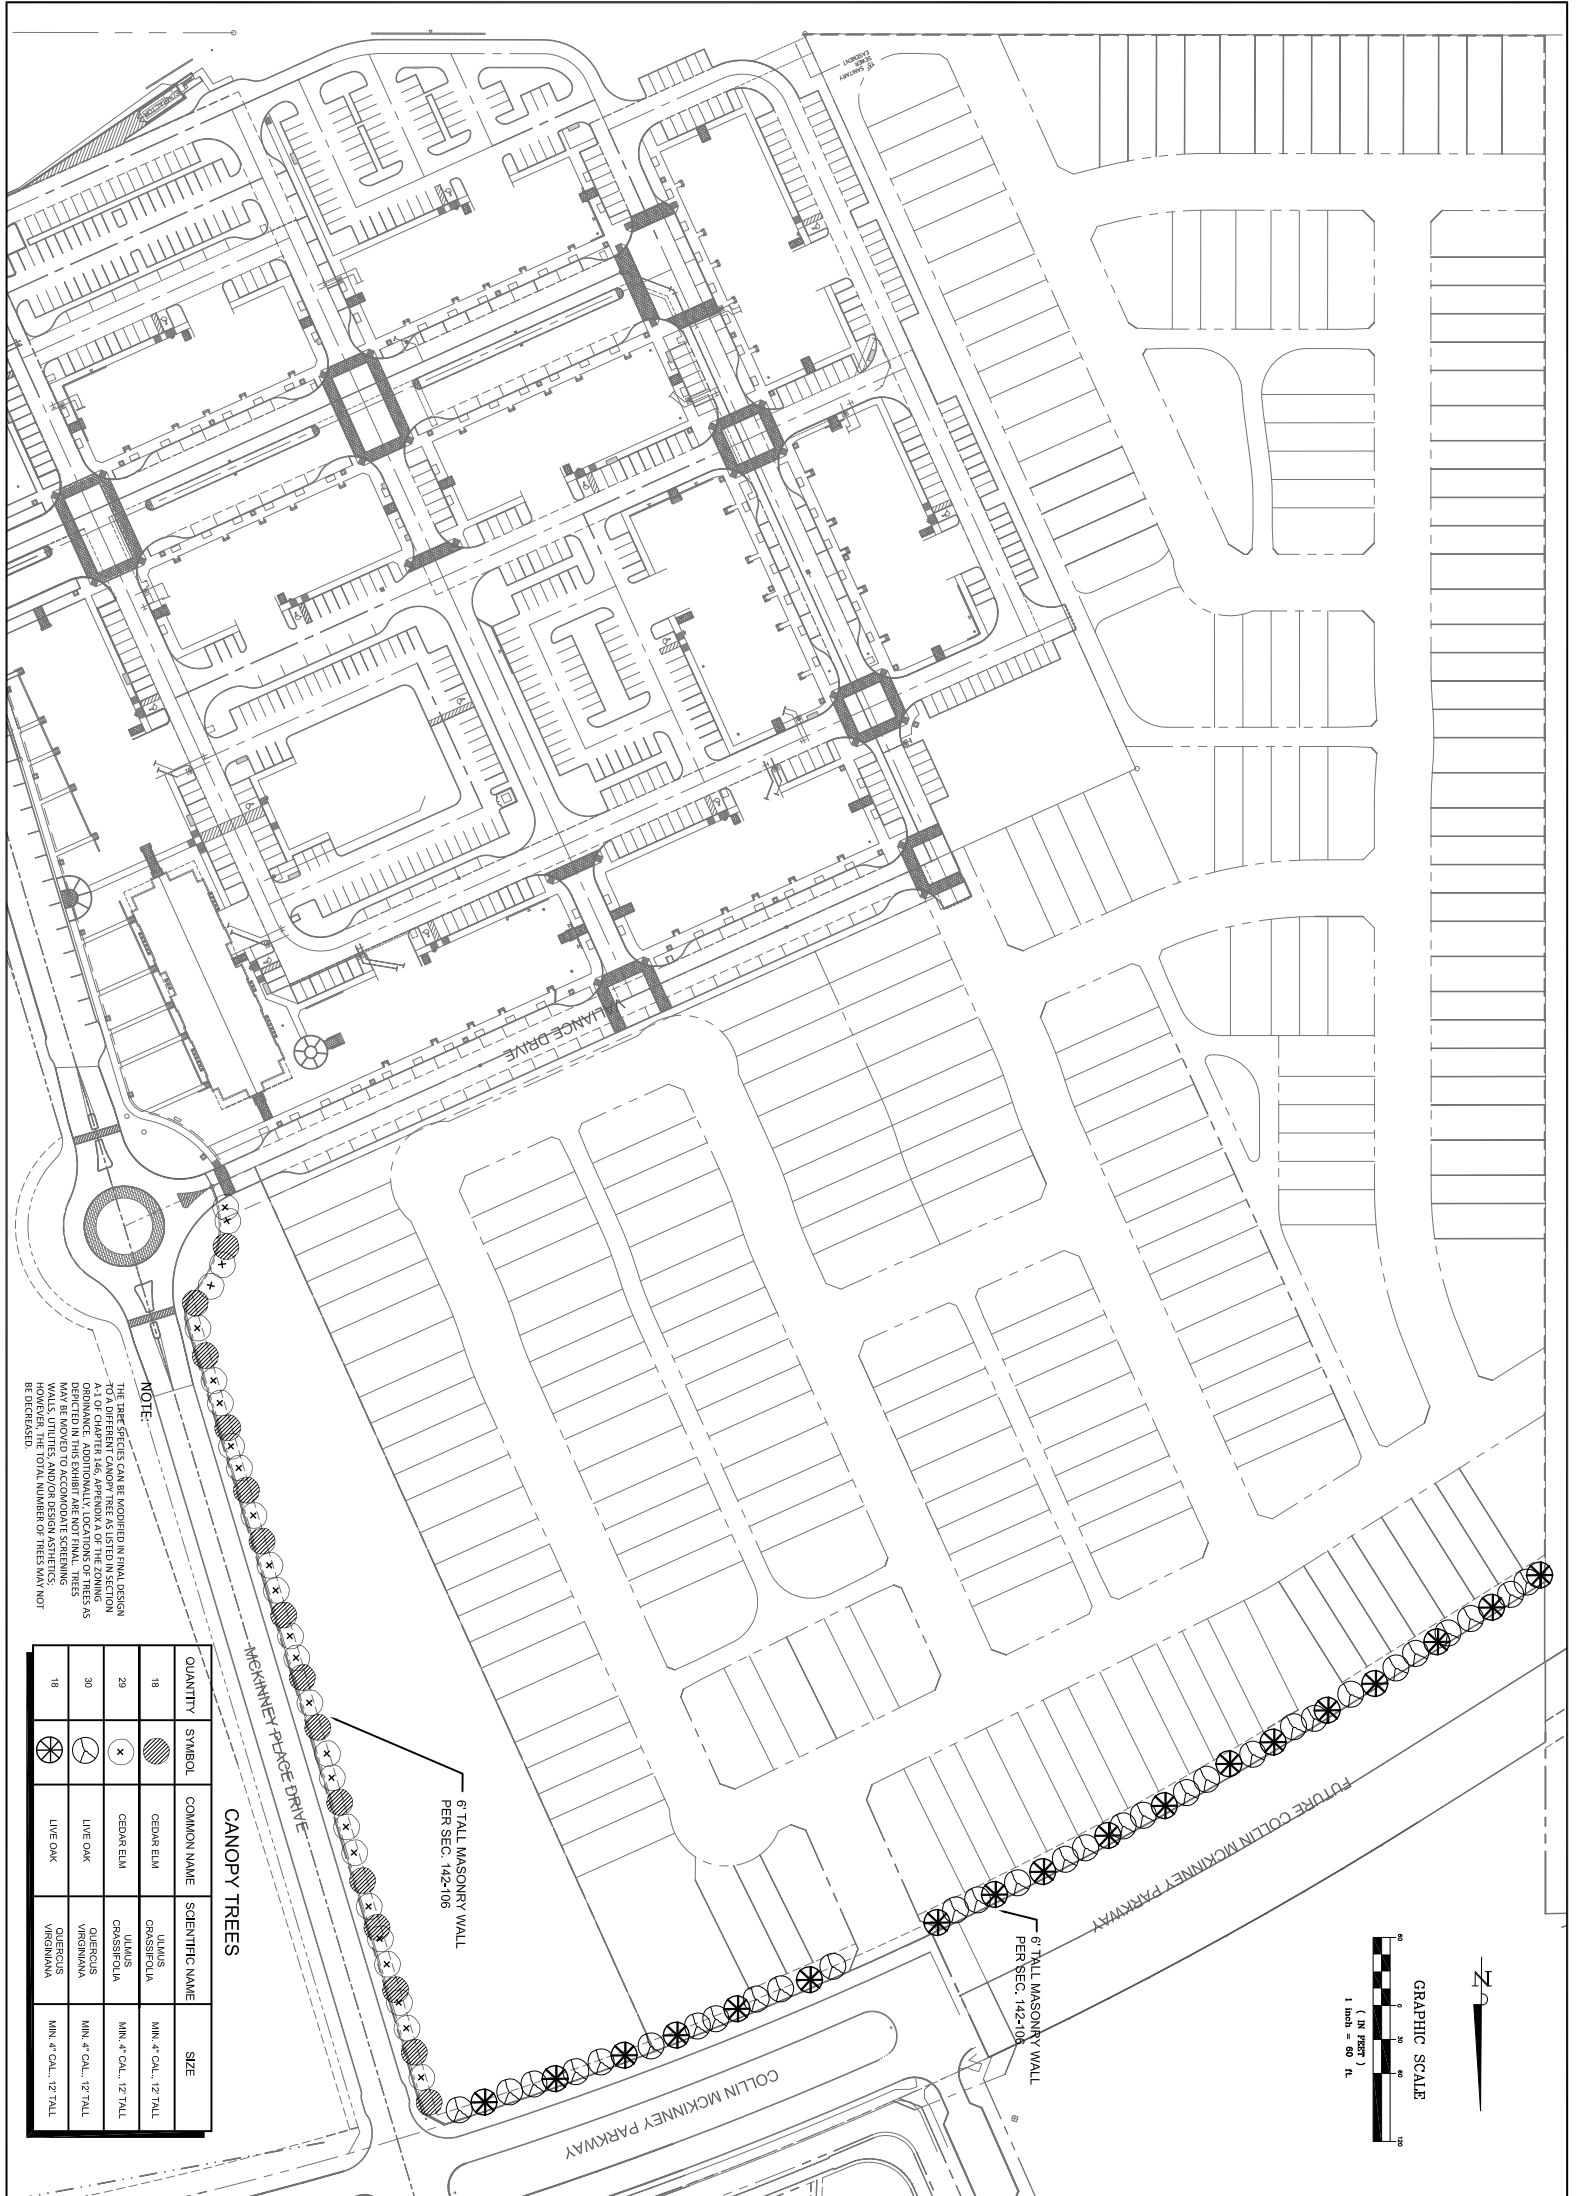 COMPACTOR
15' SANITARY
SEWER
EASEMENT
VALIANCE DRIVE
MCKINNEY PLACE DRIVE
FUTURE COLLIN MCKINNEY PARKWAY
COLLIN MCKINNEY PARKWAY
6' TALL MASONRY WALL
PER SEC. 142-106
6' TALL MASONRY WALL
PER SEC. 142-106
N
GRAPHIC SCALE
60 0 30 60 120
( IN FEET )
1 inch = 60 ft.
NOTE:
THE TREE SPECIES CAN BE MODIFIED IN FINAL DESIGN
TO A DIFFERENT CANOPY TREE AS LISTED IN SECTION
A-1 OF CHAPTER 146, APPENDIX A OF THE ZONING
ORDINANCE. ADDITIONALLY, LOCATIONS OF TREES AS
DEPICTED IN THIS EXHIBIT ARE NOT FINAL. TREES
MAY BE MOVED TO ACCOMODATE SCREENING
WALLS, UTILITIES, AND/OR DESIGN ASTHETICS;
HOWEVER, THE TOTAL NUMBER OF TREES MAY NOT
BE DECREASED.
CANOPY TREES
QUANTITY SYMBOL COMMON NAME SCIENTIFIC NAME SIZE
18 CEDAR ELM ULMUS CRASSIFOLIA MIN. 4" CAL., 12' TALL
29 CEDAR ELM ULMUS CRASSIFOLIA MIN. 4" CAL., 12' TALL
30 LIVE OAK QUERCUS VIRGINIANA MIN. 4" CAL., 12' TALL
18 LIVE OAK QUERCUS VIRGINIANA MIN. 4" CAL., 12' TALL